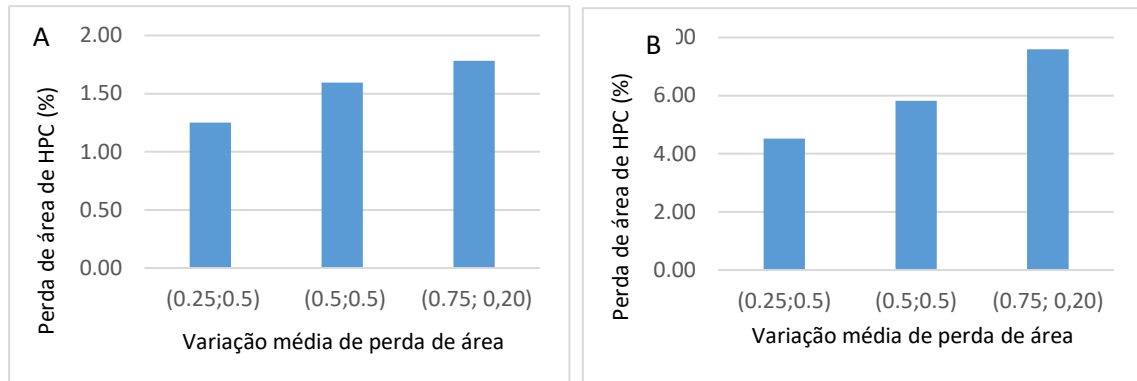 A
2.00
1.50
1.00
0.50
0.00
Perda de área de HPC (%)
(0.25;0.5) (0.5;0.5) (0.75; 0,20)
Variação média de perda de área
B
00
6.00
4.00
2.00
0.00
Perda de área de HPC (%)
(0.25;0.5) (0.5;0.5) (0.75; 0,20)
Variação média de perda de área